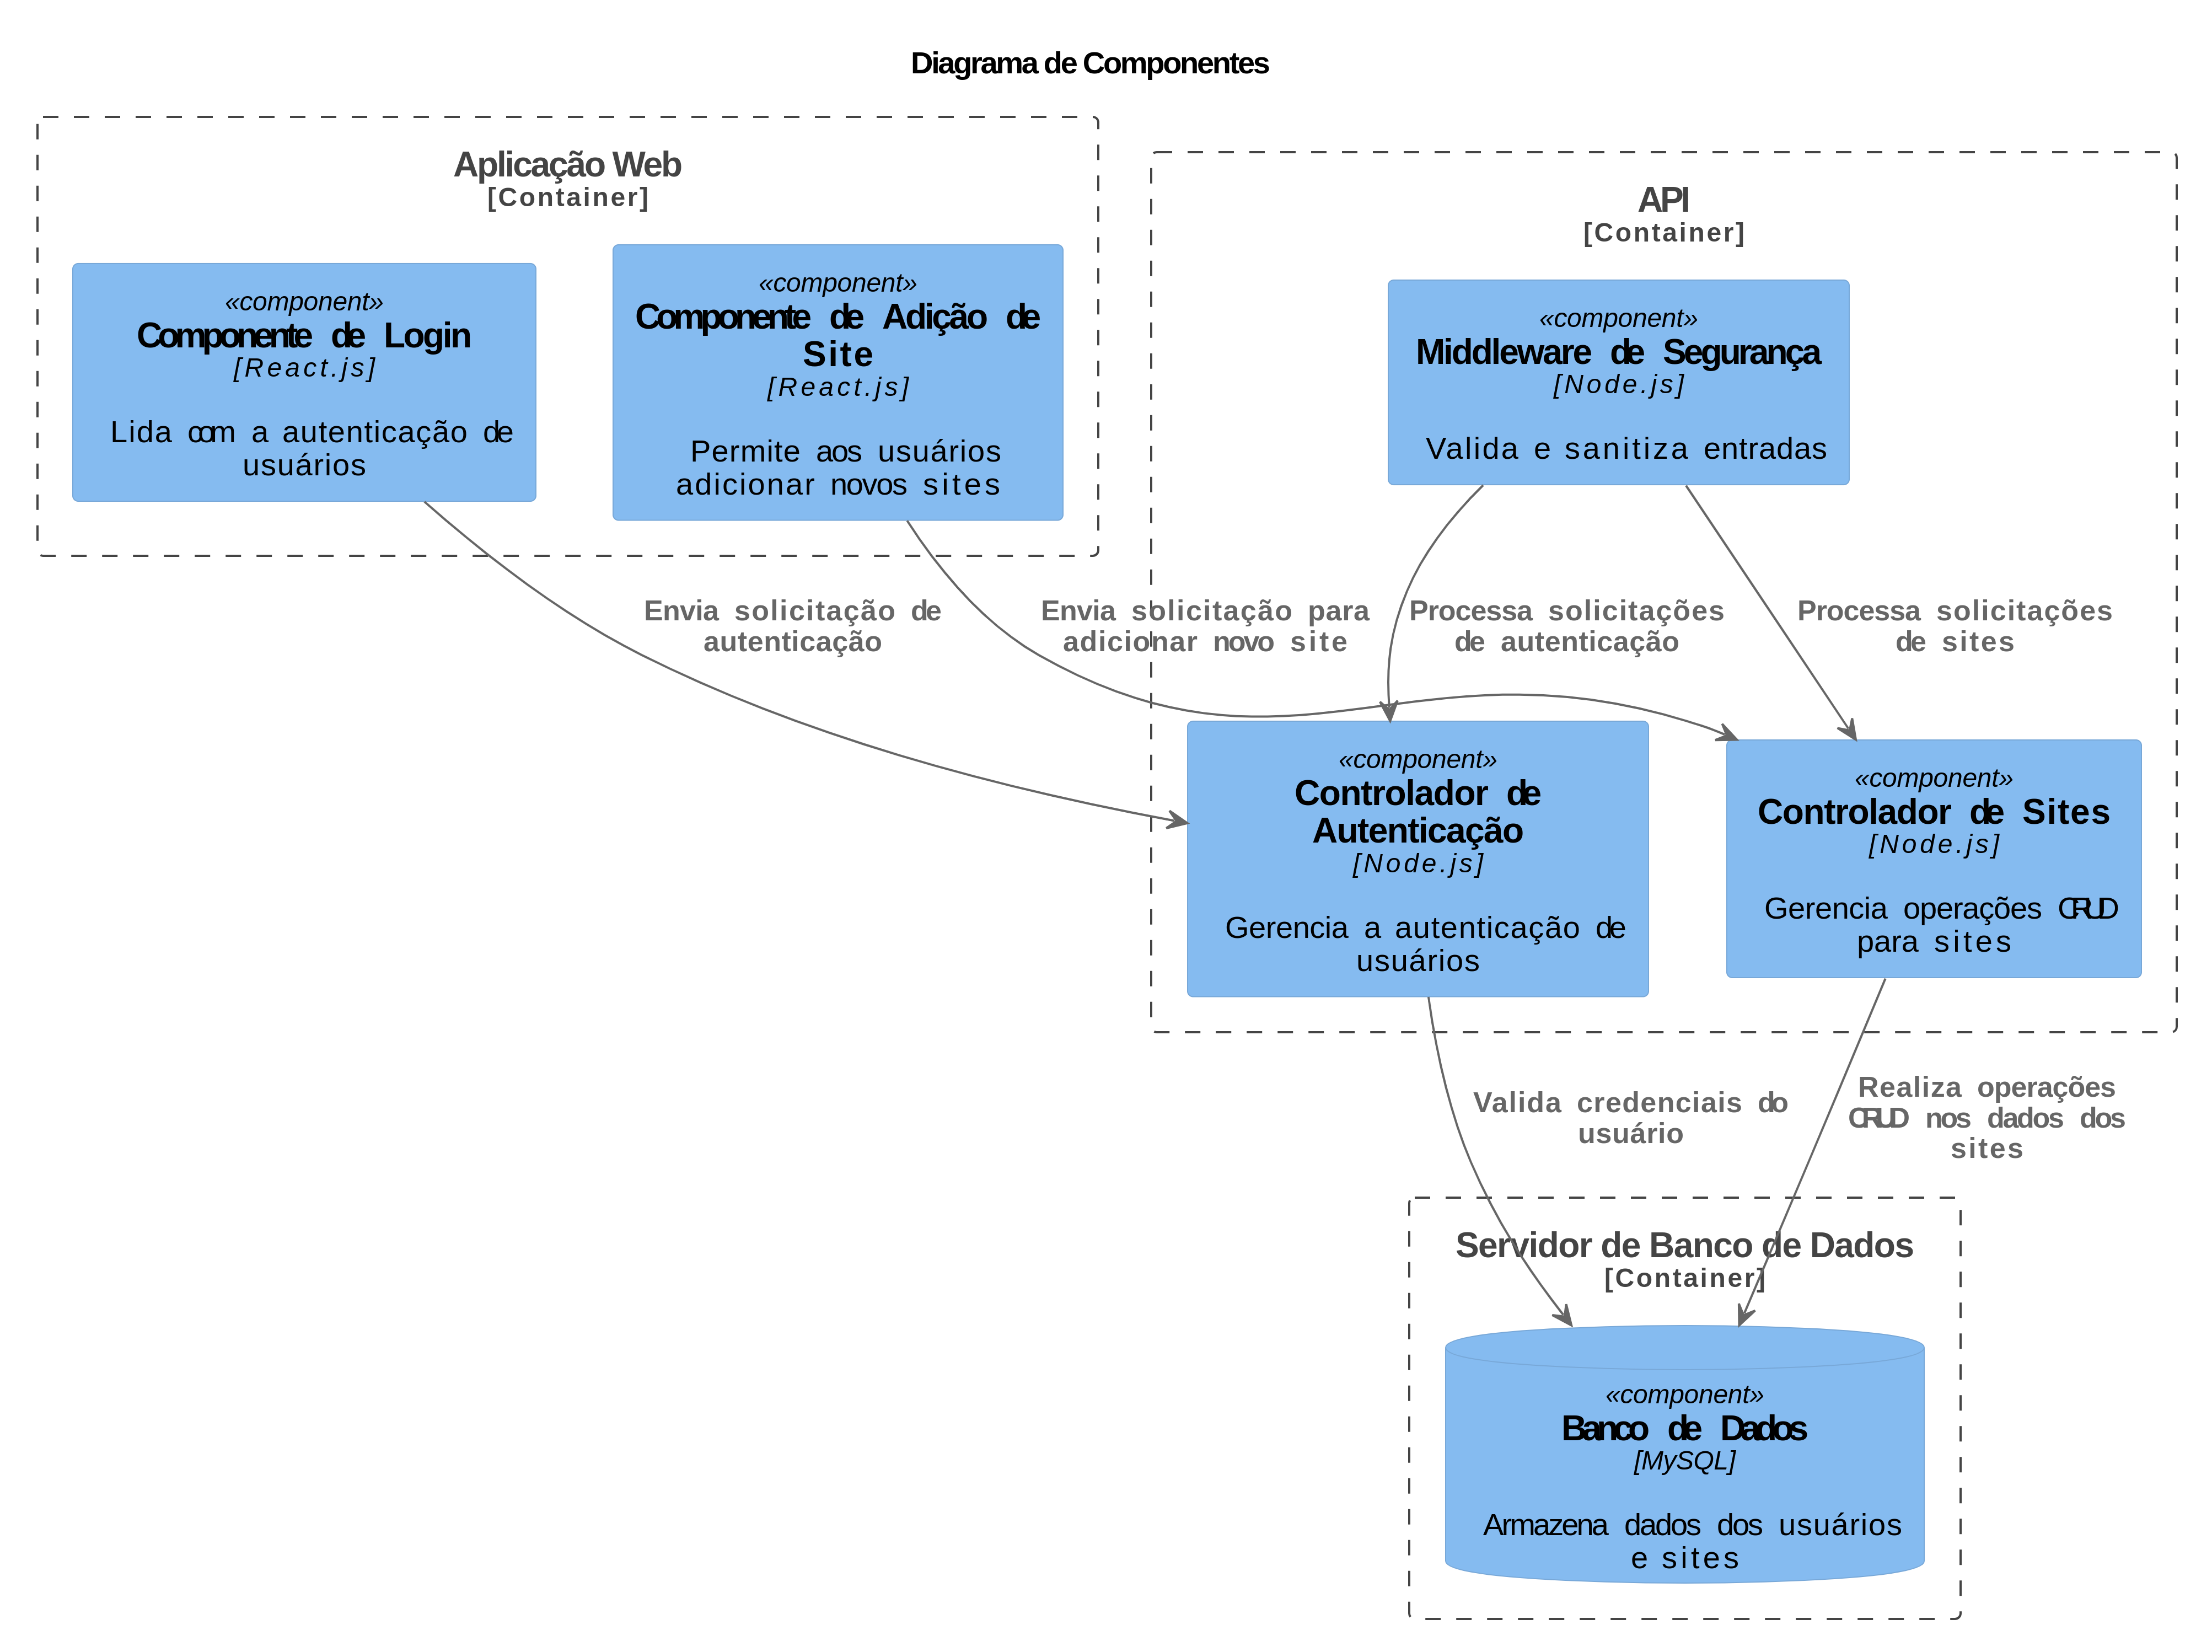 Diagrama de Componentes
Aplicação Web
[Container]
«component»
Componente de Login
[React.js]
Lida com a autenticação de
usuários
«component»
Componente de Adição de
Site
[React.js]
Permite aos usuários
adicionar novos sites
API
[Container]
«component»
Middleware de Segurança
[Node.js]
Valida e sanitiza entradas
Envia solicitação de
autenticação
Envia solicitação para
adicionar novo site
Processa solicitações
de autenticação
Processa solicitações
de sites
«component»
Controlador de
Autenticação
[Node.js]
Gerencia a autenticação de
usuários
«component»
Controlador de Sites
[Node.js]
Gerencia operações CRUD
para sites
Valida credenciais do
usuário
Realiza operações
CRUD nos dados dos
sites
Servidor de Banco de Dados
[Container]
«component»
Banco de Dados
[MySQL]
Armazena dados dos usuários
e sites